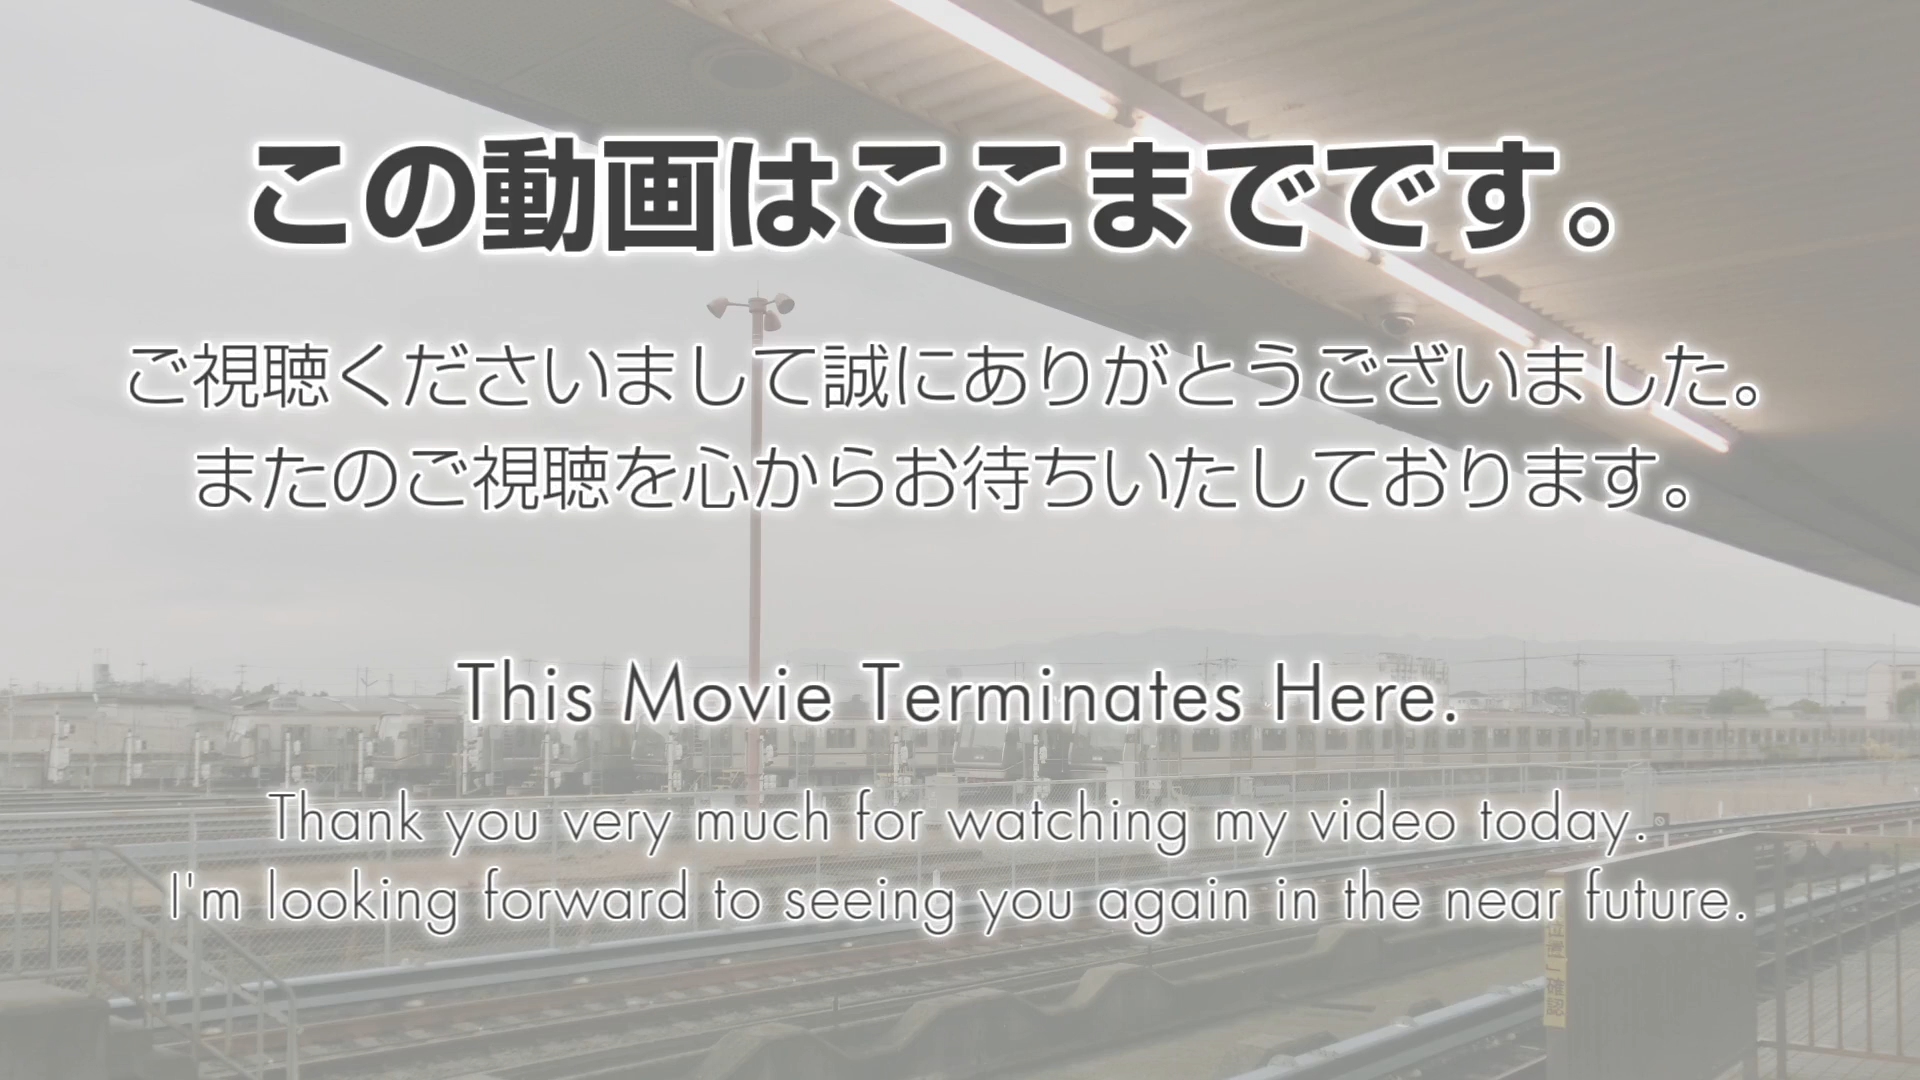 この動画はここまでです。
ご視聴くださいまして誠にありがとうございました。
またのご視聴を心からお待ちいたしております。
This Movie Terminates Here.
Thank you very much for watching my video today.
I'm looking forward to seeing you again in the near future.
確認